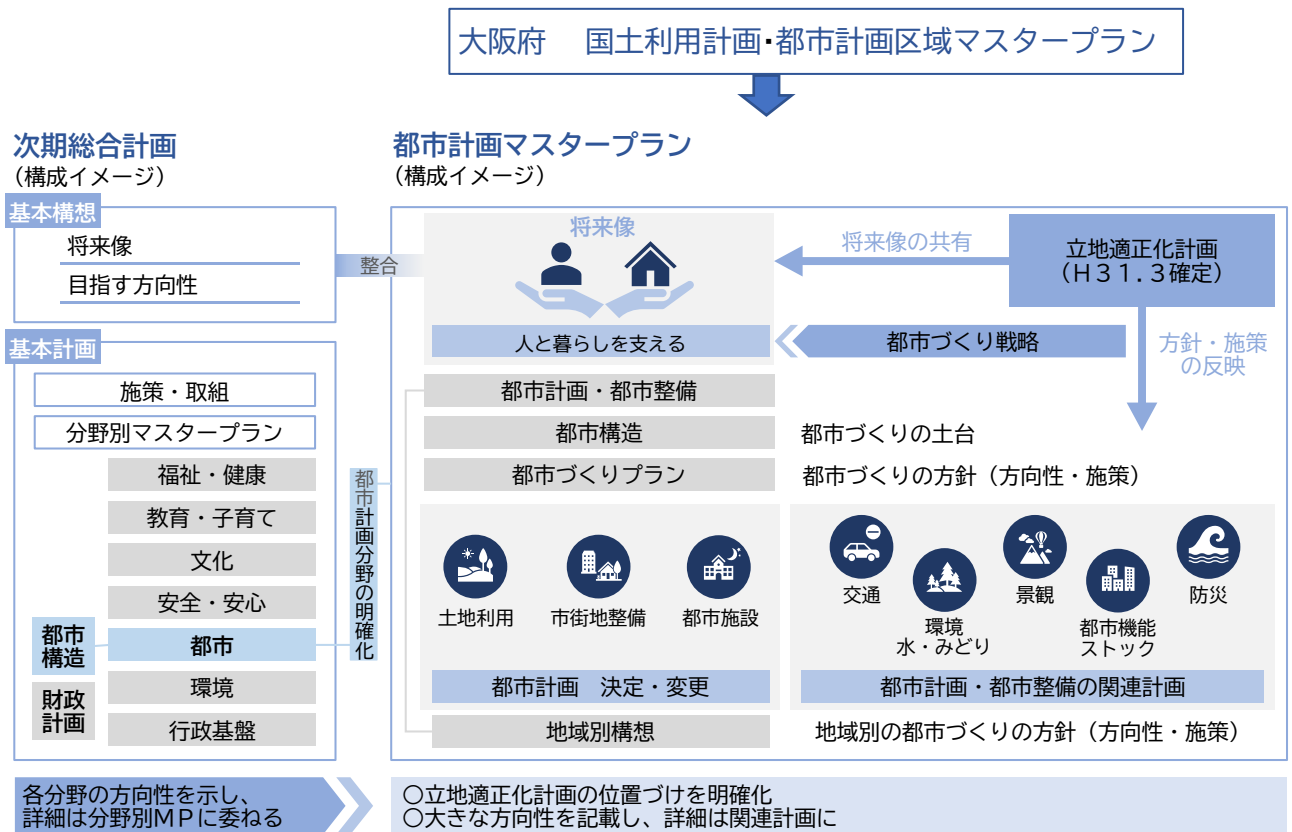 大阪府　国土利用計画・都市計画区域マスタープラン
次期総合計画
（構成イメージ）
基本構想
将来像
目指す方向性
基本計画
施策・取組
分野別マスタープラン
福祉・健康
教育・子育て
文化
安全・安心
都市
構造
都市
財政
計画
環境
行政基盤
整合
都市計画分野の明確化
都市計画マスタープラン
（構成イメージ）
将来像
人と暮らしを支える
将来像の共有
立地適正化計画
（Ｈ３１.３確定）
都市づくり戦略
方針・施策
の反映
都市計画・都市整備
都市構造
都市づくりの土台
都市づくりプラン
都市づくりの方針（方向性・施策）
土地利用
市街地整備
都市施設
都市計画　決定・変更
交通
環境
水・みどり
景観
都市機能
ストック
防災
都市計画・都市整備の関連計画
地域別構想
地域別の都市づくりの方針（方向性・施策）
各分野の方向性を示し、
詳細は分野別ＭＰに委ねる
○立地適正化計画の位置づけを明確化
○大きな方向性を記載し、詳細は関連計画に